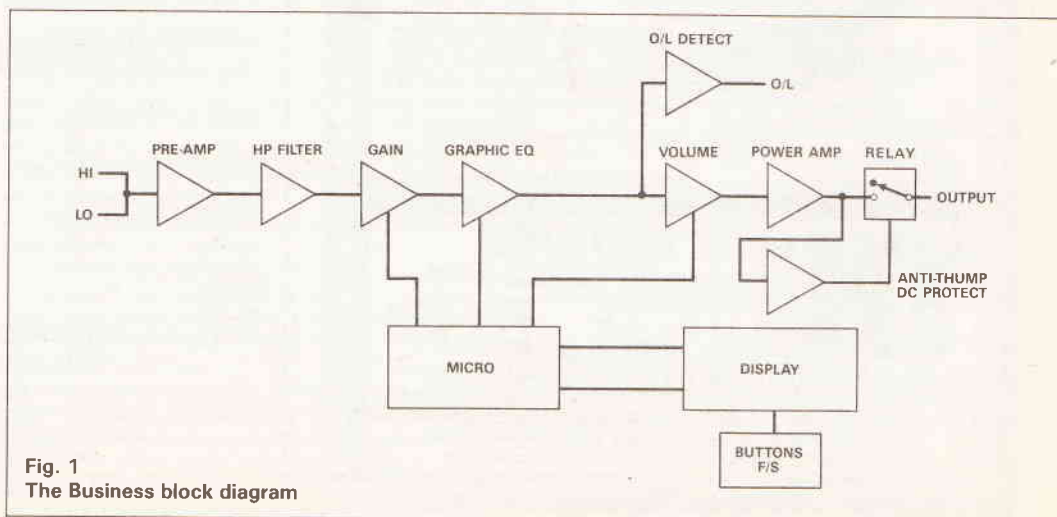 O/L DETECT
O/L
PRE-AMP
HP FILTER
GAIN
GRAPHIC EQ
VOLUME
POWER AMP
RELAY
HI
LO
OUTPUT
ANTI-THUMP
DC PROTECT
MICRO
DISPLAY
BUTTONS
F/S
Fig. 1
The Business block diagram